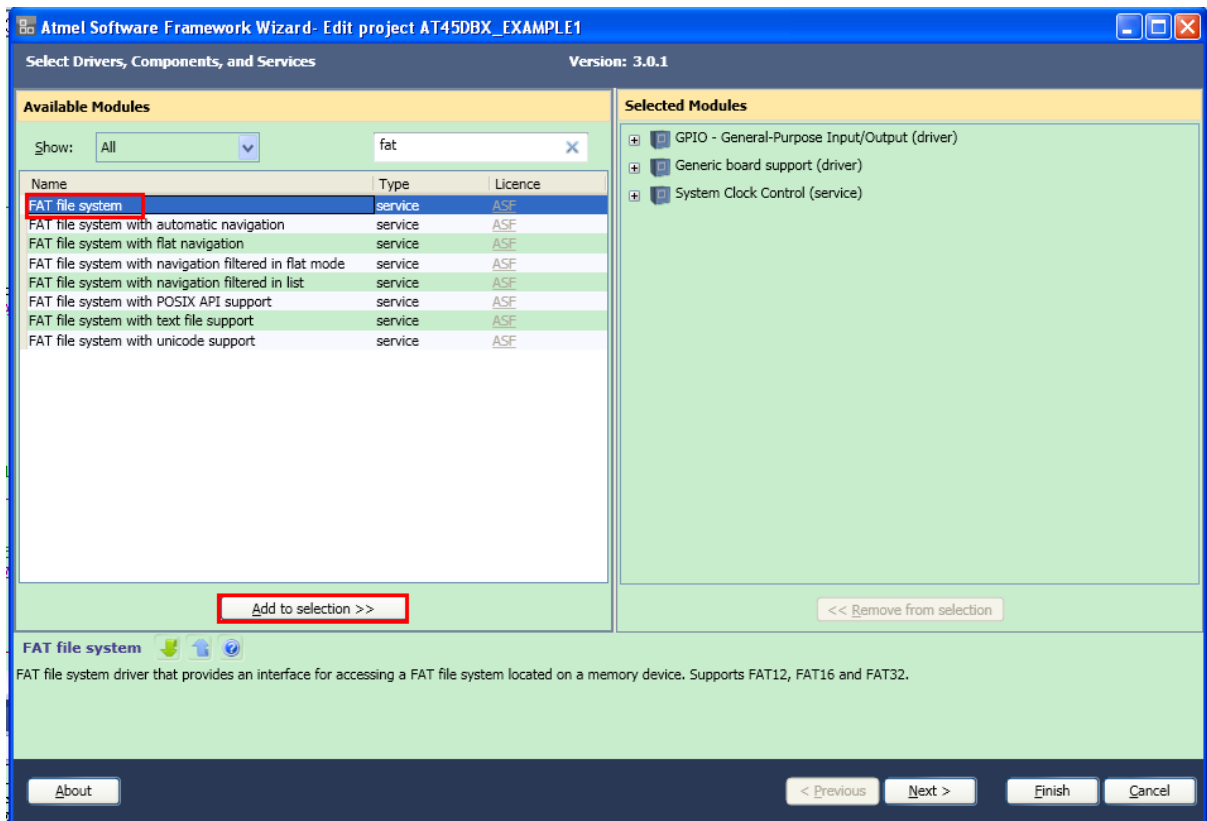 Atmel Software Framework Wizard- Edit project AT45DBX_EXAMPLE1
Select Drivers, Components, and Services Version: 3.0.1
Available Modules
Show: All fat
Name Type Licence
FAT file system service ASF
FAT file system with automatic navigation service ASF
FAT file system with flat navigation service ASF
FAT file system with navigation filtered in flat mode service ASF
FAT file system with navigation filtered in list service ASF
FAT file system with POSIX API support service ASF
FAT file system with text file support service ASF
FAT file system with unicode support service ASF
Add to selection >>
Selected Modules
GPIO - General-Purpose Input/Output (driver)
Generic board support (driver)
System Clock Control (service)
<< Remove from selection
FAT file system
FAT file system driver that provides an interface for accessing a FAT file system located on a memory device. Supports FAT12, FAT16 and FAT32.
About < Previous Next > Finish Cancel